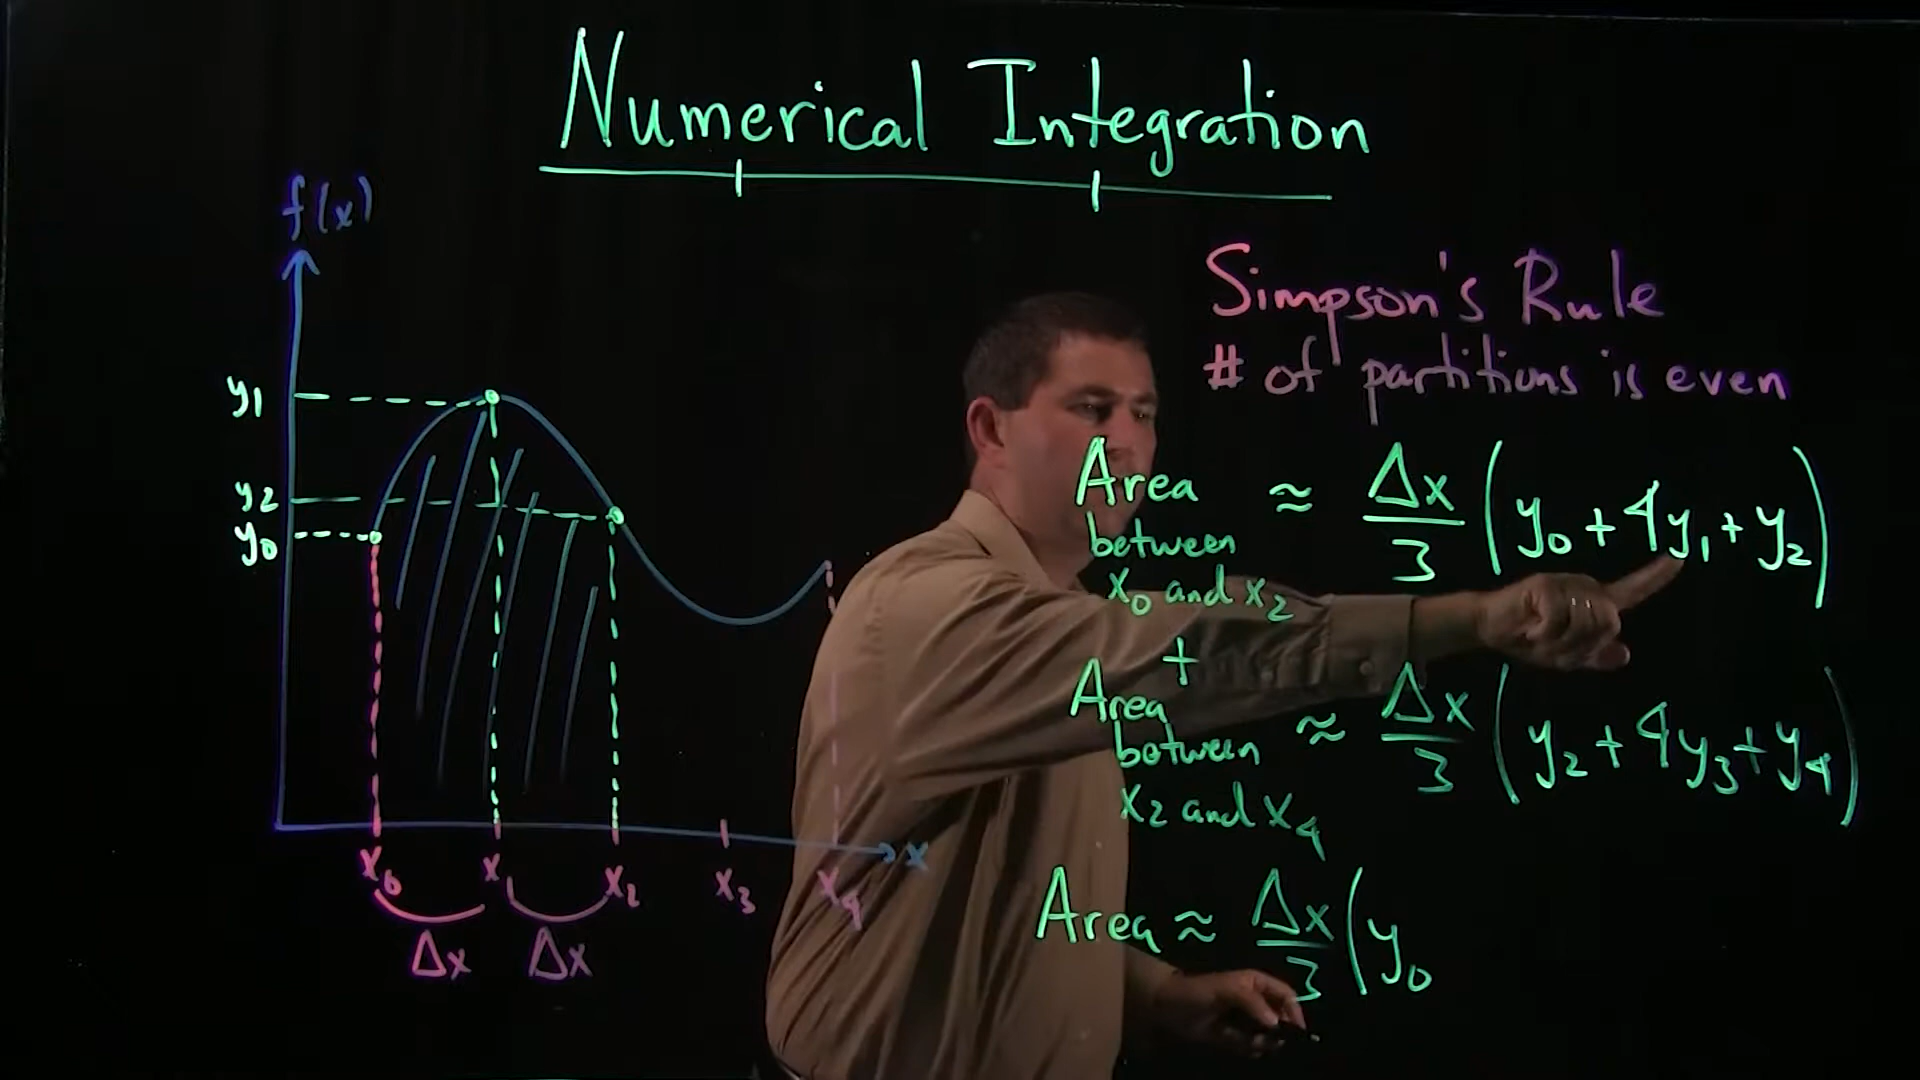 Numerical Integration
f(x)
Simpson's Rule
# of partitions is even
y1
y2
y0
Area between x0 and x2 ≈ Δx/3 (y0 + 4y1 + y2)
+
Area between x2 and x4 ≈ Δx/3 (y2 + 4y3 + y4)
x0 x1 x2 x3 x4 x
Δx Δx
Area ≈ Δx/3 (y0